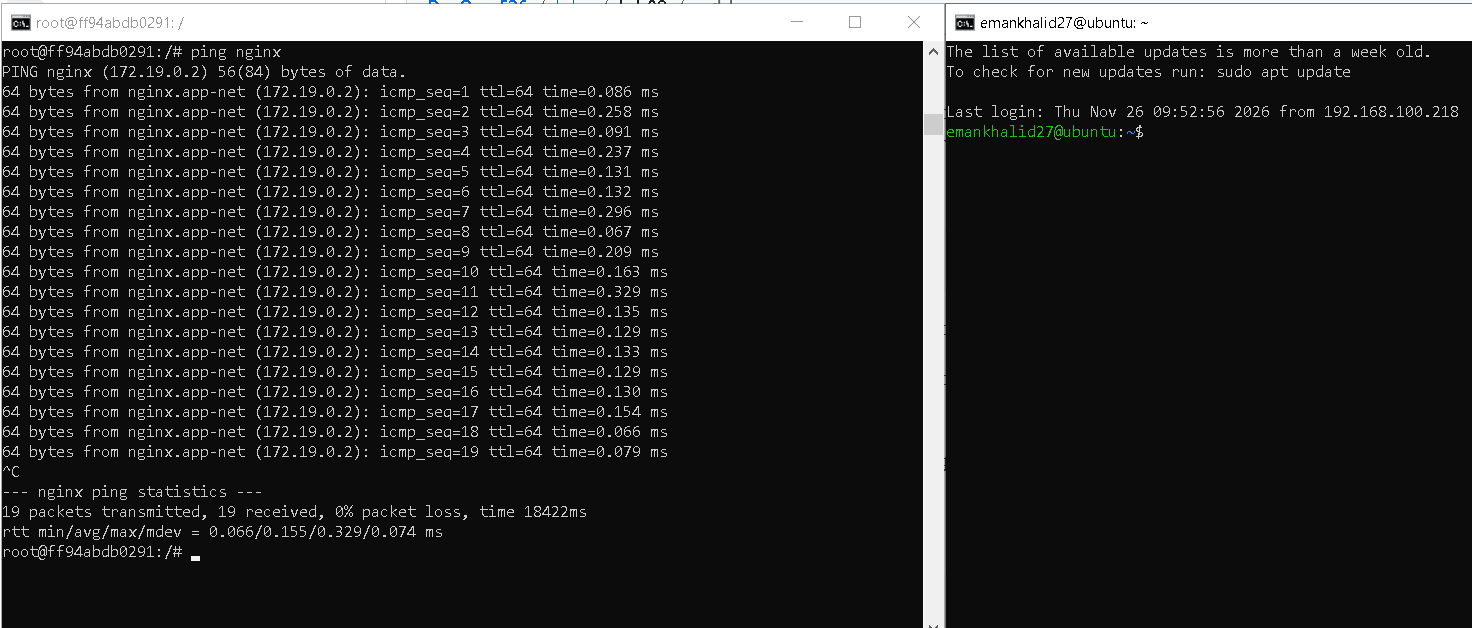 root@ff94abdb0291: /
root@ff94abdb0291:/# ping nginx
PING nginx (172.19.0.2) 56(84) bytes of data.
64 bytes from nginx.app-net (172.19.0.2): icmp_seq=1 ttl=64 time=0.086 ms
64 bytes from nginx.app-net (172.19.0.2): icmp_seq=2 ttl=64 time=0.258 ms
64 bytes from nginx.app-net (172.19.0.2): icmp_seq=3 ttl=64 time=0.091 ms
64 bytes from nginx.app-net (172.19.0.2): icmp_seq=4 ttl=64 time=0.237 ms
64 bytes from nginx.app-net (172.19.0.2): icmp_seq=5 ttl=64 time=0.131 ms
64 bytes from nginx.app-net (172.19.0.2): icmp_seq=6 ttl=64 time=0.132 ms
64 bytes from nginx.app-net (172.19.0.2): icmp_seq=7 ttl=64 time=0.296 ms
64 bytes from nginx.app-net (172.19.0.2): icmp_seq=8 ttl=64 time=0.067 ms
64 bytes from nginx.app-net (172.19.0.2): icmp_seq=9 ttl=64 time=0.209 ms
64 bytes from nginx.app-net (172.19.0.2): icmp_seq=10 ttl=64 time=0.163 ms
64 bytes from nginx.app-net (172.19.0.2): icmp_seq=11 ttl=64 time=0.329 ms
64 bytes from nginx.app-net (172.19.0.2): icmp_seq=12 ttl=64 time=0.135 ms
64 bytes from nginx.app-net (172.19.0.2): icmp_seq=13 ttl=64 time=0.129 ms
64 bytes from nginx.app-net (172.19.0.2): icmp_seq=14 ttl=64 time=0.133 ms
64 bytes from nginx.app-net (172.19.0.2): icmp_seq=15 ttl=64 time=0.129 ms
64 bytes from nginx.app-net (172.19.0.2): icmp_seq=16 ttl=64 time=0.130 ms
64 bytes from nginx.app-net (172.19.0.2): icmp_seq=17 ttl=64 time=0.154 ms
64 bytes from nginx.app-net (172.19.0.2): icmp_seq=18 ttl=64 time=0.066 ms
64 bytes from nginx.app-net (172.19.0.2): icmp_seq=19 ttl=64 time=0.079 ms
^C
--- nginx ping statistics ---
19 packets transmitted, 19 received, 0% packet loss, time 18422ms
rtt min/avg/max/mdev = 0.066/0.155/0.329/0.074 ms
root@ff94abdb0291:/#
emankhalid27@ubuntu: ~
The list of available updates is more than a week old.
To check for new updates run: sudo apt update
Last login: Thu Nov 26 09:52:56 2026 from 192.168.100.218
emankhalid27@ubuntu:~$